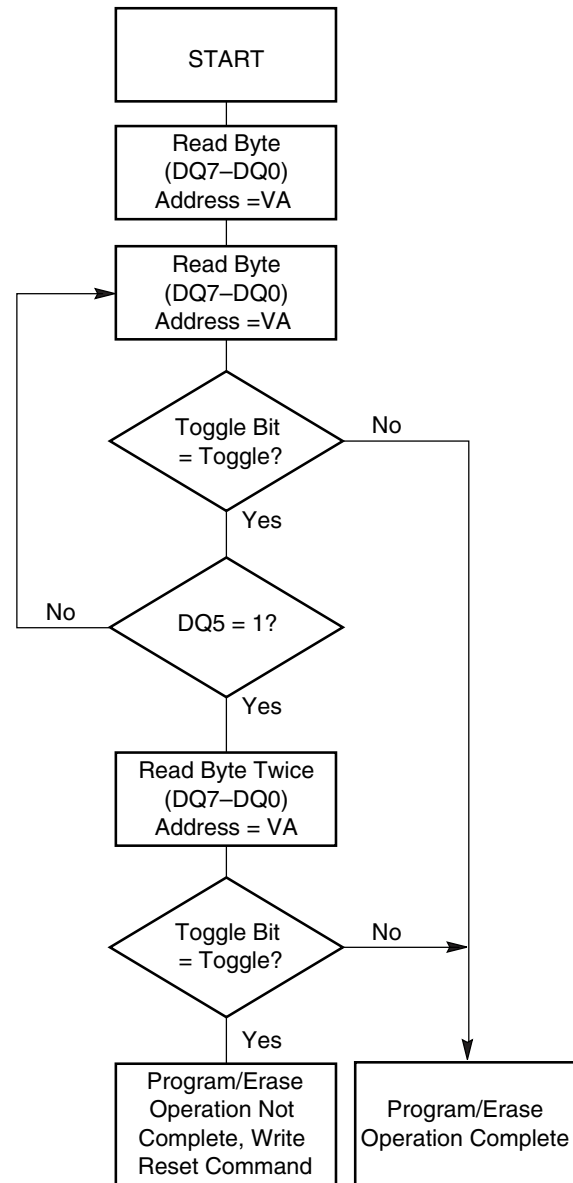 START
Read Byte
(DQ7–DQ0)
Address =VA
Read Byte
(DQ7–DQ0)
Address =VA
Toggle Bit
= Toggle?
No
Yes
No
DQ5 = 1?
Yes
Read Byte Twice
(DQ7–DQ0)
Address = VA
Toggle Bit
= Toggle?
No
Yes
Program/Erase
Operation Not
Complete, Write
Reset Command
Program/Erase
Operation Complete